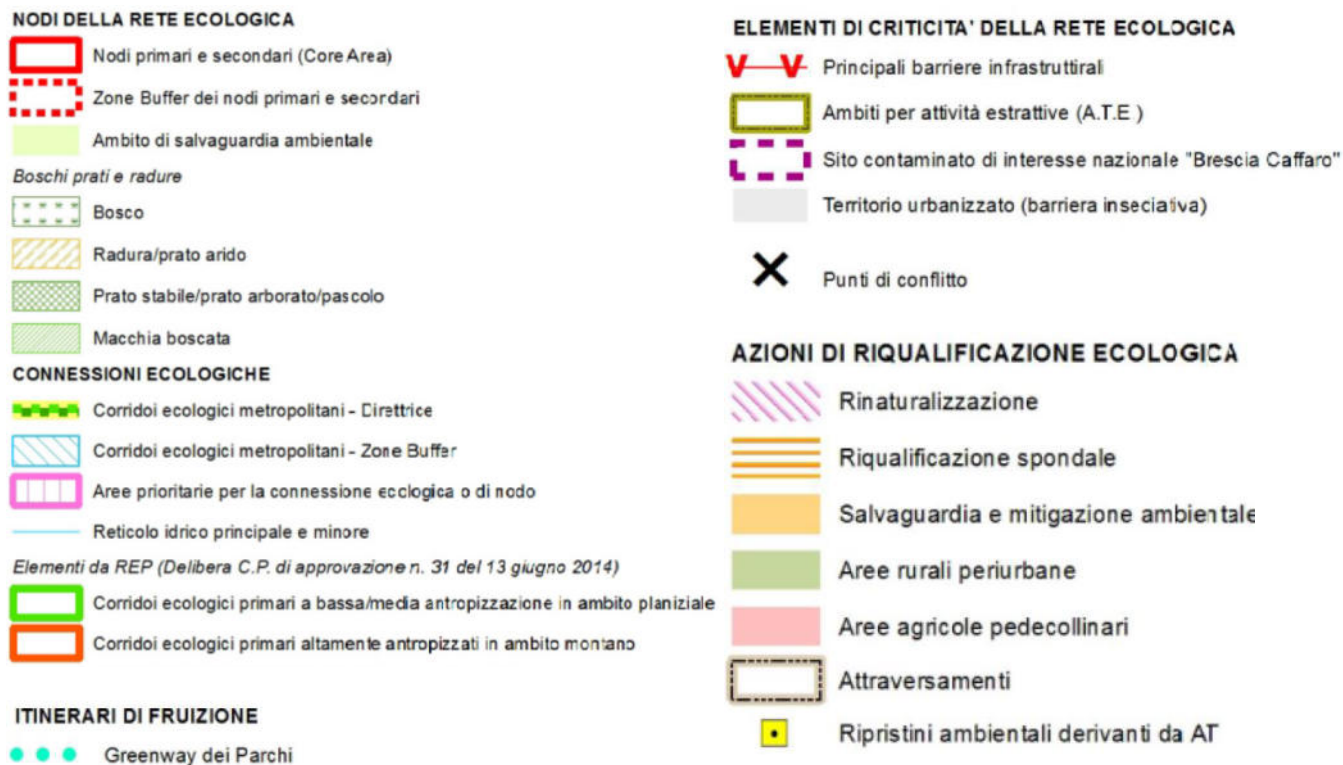 NODI DELLA RETE ECOLOGICA
Nodi primari e secondari (Core Area)
Zone Buffer dei nodi primari e secondari
Ambito di salvaguardia ambientale
Boschi prati e radure
Bosco
Radura/prato arido
Prato stabile/prato arborato/pascolo
Macchia boscata
CONNESSIONI ECOLOGICHE
Corridoi ecologici metropolitani - Direttrice
Corridoi ecologici metropolitani - Zone Buffer
Aree prioritarie per la connessione ecologica o di nodo
Reticolo idrico principale e minore
Elementi da REP (Delibera C.P. di approvazione n. 31 del 13 giugno 2014)
Corridoi ecologici primari a bassa/media antropizzazione in ambito planiziale
Corridoi ecologici primari altamente antropizzati in ambito montano
ITINERARI DI FRUIZIONE
Greenway dei Parchi
ELEMENTI DI CRITICITA' DELLA RETE ECOLOGICA
Principali barriere infrastruttirali
Ambiti per attività estrattive (A.T.E )
Sito contaminato di interesse nazionale "Brescia Caffaro"
Territorio urbanizzato (barriera inseciativa)
Punti di conflitto
AZIONI DI RIQUALIFICAZIONE ECOLOGICA
Rinaturalizzazione
Riqualificazione spondale
Salvaguardia e mitigazione ambientale
Aree rurali periurbane
Aree agricole pedecollinari
Attraversamenti
Ripristini ambientali derivanti da AT